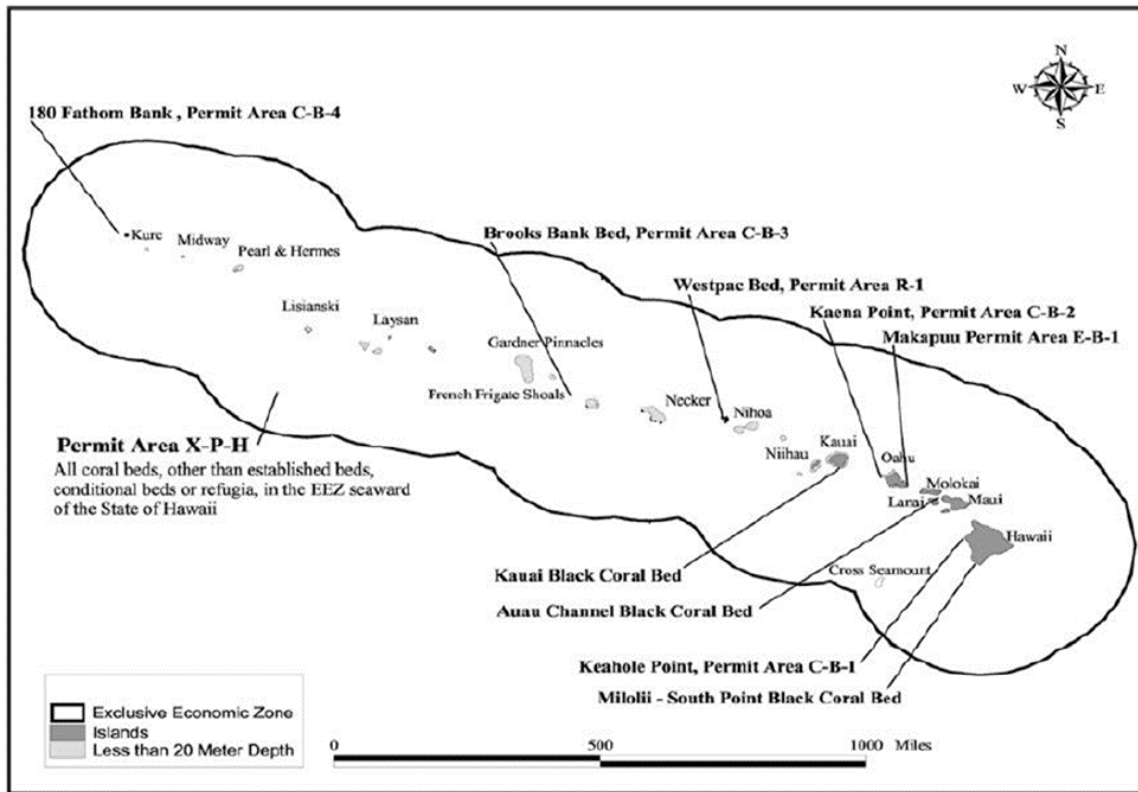 N
W E
S
180 Fathom Bank , Permit Area C-B-4
Kure
Midway
Pearl & Hermes
Brooks Bank Bed, Permit Area C-B-3
Westpac Bed, Permit Area R-1
Kaena Point, Permit Area C-B-2
Makapuu Permit Area E-B-1
Lisianski
Laysan
Gardner Pinnacles
French Frigate Shoals
Necker
Nihoa
Niihau
Kauai
Oahu
Molokai
Lanai
Maui
Hawaii
Permit Area X-P-H
All coral beds, other than established beds,
conditional beds or refugia, in the EEZ seaward
of the State of Hawaii
Cross Seamount
Kauai Black Coral Bed
Auau Channel Black Coral Bed
Keahole Point, Permit Area C-B-1
Milolii - South Point Black Coral Bed
Exclusive Economic Zone
Islands
Less than 20 Meter Depth
0 500 1000 Miles